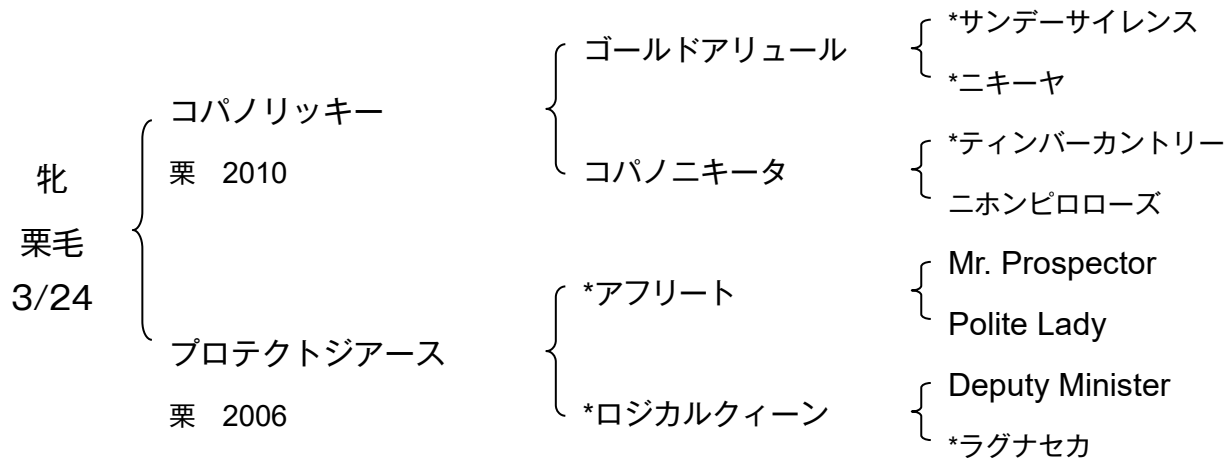 牝
栗毛
3/24
コパノリッキー
栗 2010
プロテクトジアース
栗 2006
ゴールドアリュール
コパノニキータ
*アフリート
*ロジカルクィーン
*サンデーサイレンス
*ニキーヤ
*ティンバーカントリー
ニホンピロローズ
Mr. Prospector
Polite Lady
Deputy Minister
*ラグナセカ